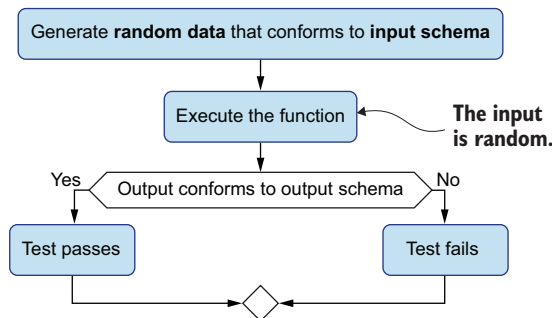 Generate random data that conforms to input schema
Execute the function
The input
is random.
Yes
Output conforms to output schema
No
Test passes
Test fails